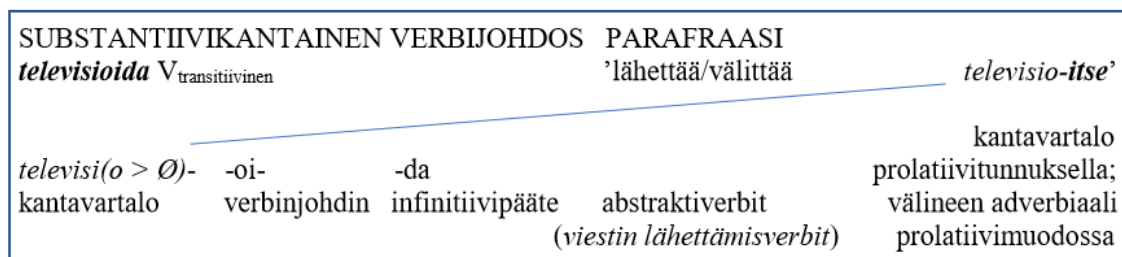 SUBSTANTIIVIKANTAINEN VERBIJOHDOS PARAFRAASI
televisioida V transitiivinen 'lähettää/välittää televisio-itse'
kantavartalo
televisi(o > Ø)- -oi- -da prolatiivitunnuksella;
kantavartalo verbinjohdin infinitiivipääte abstraktiverbit välineen adverbiaali
(viestin lähettämisverbit) prolatiivimuodossa